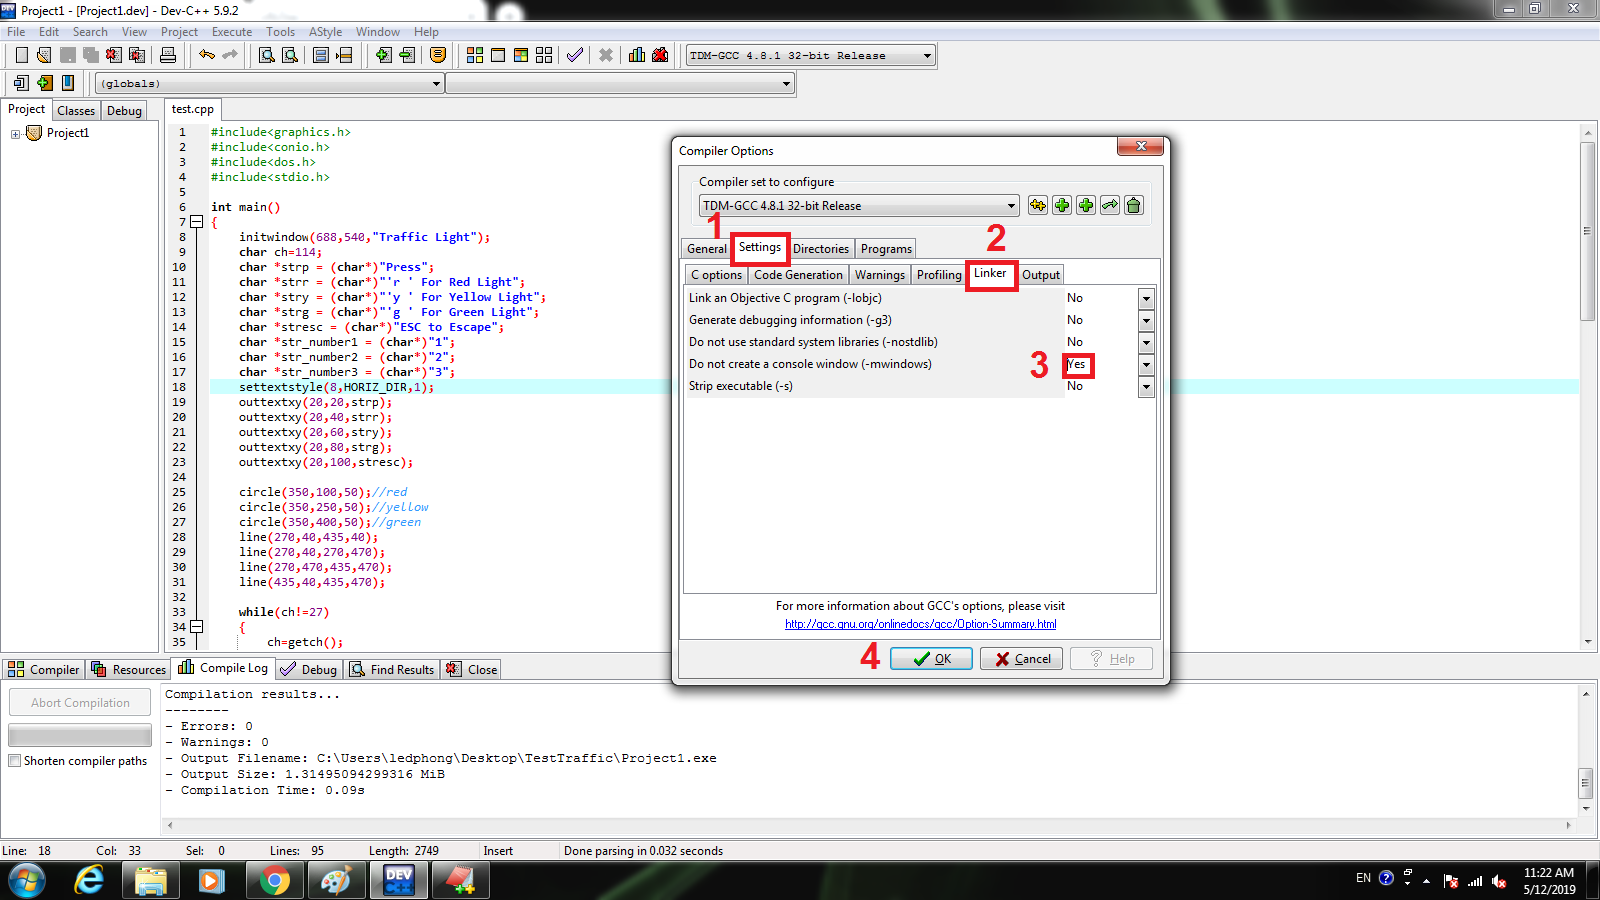 Project1 - [Project1.dev] - Dev-C++ 5.9.2
File Edit Search View Project Execute Tools AStyle Window Help
TDM-GCC 4.8.1 32-bit Release
(globals)
Project Classes Debug
Project1
test.cpp
1 #include<graphics.h>
2 #include<conio.h>
3 #include<dos.h>
4 #include<stdio.h>
5
6 int main()
7 {
8 initwindow(688,540,"Traffic Light");
9 char ch=114;
10 char *strp = (char*)"Press";
11 char *strr = (char*)"'r ' For Red Light";
12 char *stry = (char*)"'y ' For Yellow Light";
13 char *strg = (char*)"'g ' For Green Light";
14 char *stresc = (char*)"ESC to Escape";
15 char *str_number1 = (char*)"1";
16 char *str_number2 = (char*)"2";
17 char *str_number3 = (char*)"3";
18 settextstyle(8,HORIZ_DIR,1);
19 outtextxy(20,20,strp);
20 outtextxy(20,40,strr);
21 outtextxy(20,60,stry);
22 outtextxy(20,80,strg);
23 outtextxy(20,100,stresc);
24
25 circle(350,100,50);//red
26 circle(350,250,50);//yellow
27 circle(350,400,50);//green
28 line(270,40,435,40);
29 line(270,40,270,470);
30 line(270,470,435,470);
31 line(435,40,435,470);
32
33 while(ch!=27)
34 {
35 ch=getch();
Compiler Options
Compiler set to configure
TDM-GCC 4.8.1 32-bit Release
1
2
General Settings Directories Programs
C options Code Generation Warnings Profiling Linker Output
Link an Objective C program (-lobjc) No
Generate debugging information (-g3) No
Do not use standard system libraries (-nostdlib) No
Do not create a console window (-mwindows) 3 Yes
Strip executable (-s) No
For more information about GCC's options, please visit
http://gcc.gnu.org/onlinedocs/gcc/Option-Summary.html
4 OK Cancel Help
Compiler Resources Compile Log Debug Find Results Close
Abort Compilation
Shorten compiler paths
Compilation results...
--------
- Errors: 0
- Warnings: 0
- Output Filename: C:\Users\ledphong\Desktop\TestTraffic\Project1.exe
- Output Size: 1.31495094299316 MiB
- Compilation Time: 0.09s
Line: 18 Col: 33 Sel: 0 Lines: 95 Length: 2749 Insert Done parsing in 0.032 seconds
DEV C++
EN
11:22 AM
5/12/2019